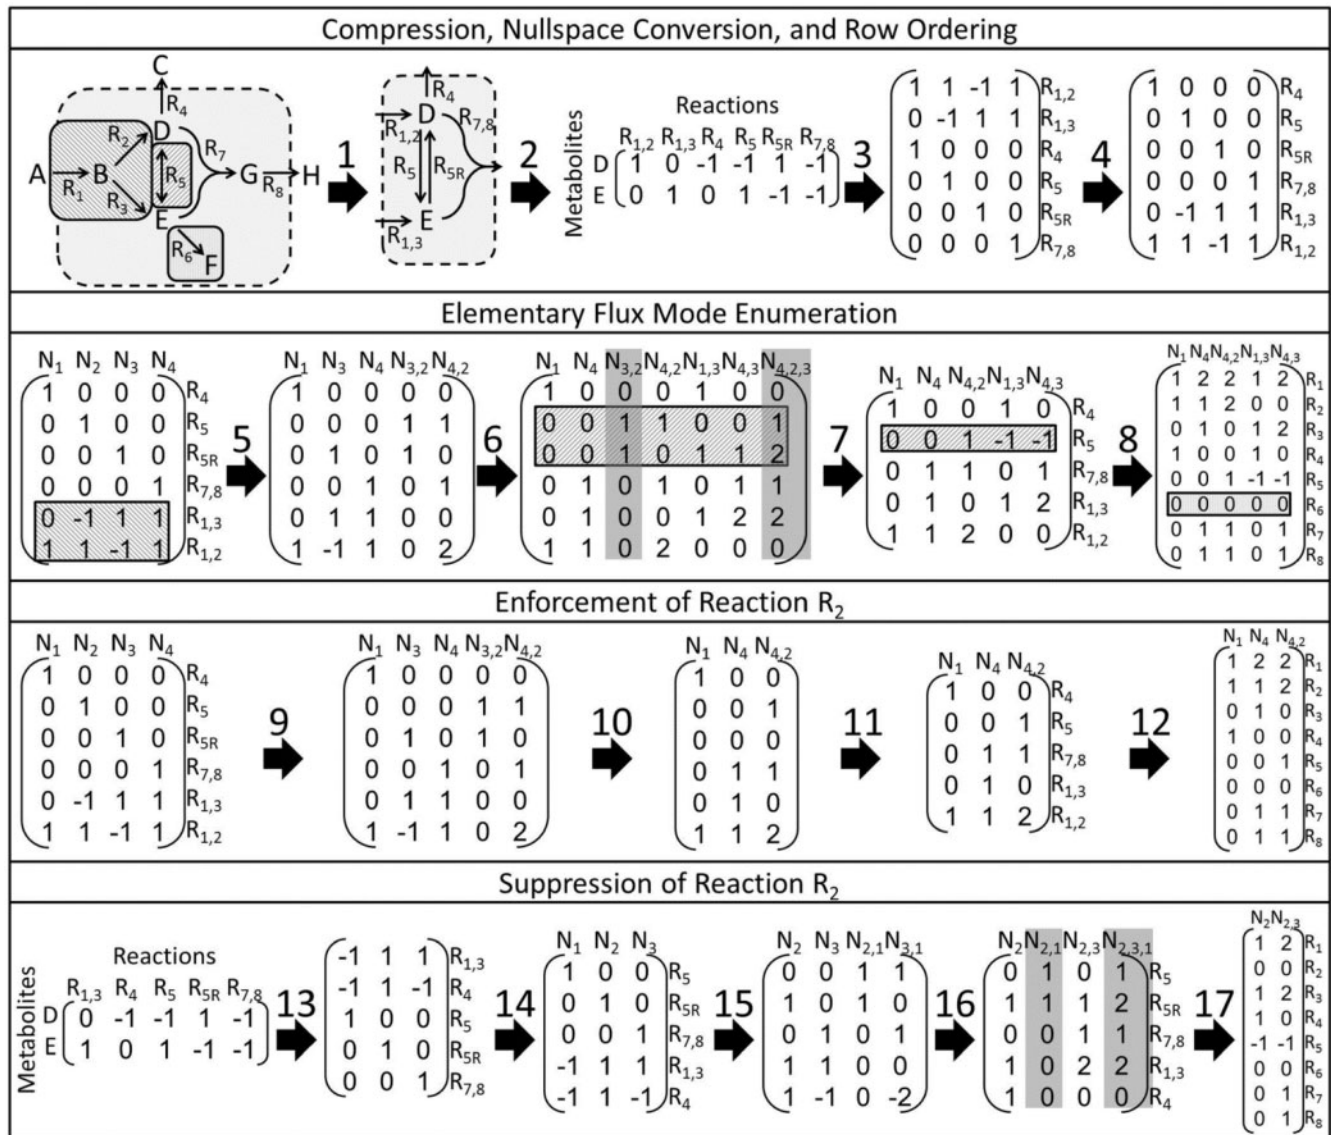 Compression, Nullspace Conversion, and Row Ordering
C
R4
R2 D R7
A R1 B R5 G R8 H
R3 E
R6 F
1
R4
D R7,8
R1,2
R5 R5R
E
R1,3
2
Reactions
Metabolites
R1,2 R1,3 R4 R5 R5R R7,8
D 1 0 -1 -1 1 -1
E 0 1 0 1 -1 -1
3
1 1 -1 1 R1,2
0 -1 1 1 R1,3
1 0 0 0 R4
0 1 0 0 R5
0 0 1 0 R5R
0 0 0 1 R7,8
4
1 0 0 0 R4
0 1 0 0 R5
0 0 1 0 R5R
0 0 0 1 R7,8
0 -1 1 1 R1,3
1 1 -1 1 R1,2
Elementary Flux Mode Enumeration
N1 N2 N3 N4
1 0 0 0 R4
0 1 0 0 R5
0 0 1 0 R5R
0 0 0 1 R7,8
0 -1 1 1 R1,3
1 1 -1 1 R1,2
5
N1 N3 N4 N3,2 N4,2
1 0 0 0 0
0 0 0 1 1
0 1 0 1 0
0 0 1 0 1
0 1 1 0 0
1 -1 1 0 2
6
N1 N4 N3,2 N4,2 N1,3 N4,3 N4,2,3
1 0 0 0 1 0 0
0 0 1 1 0 0 1
0 0 1 0 1 1 2
0 1 0 1 0 1 1
0 1 0 0 1 2 2
1 1 0 2 0 0 0
7
N1 N4 N4,2 N1,3 N4,3
1 0 0 1 0 R4
0 0 1 -1 -1 R5
0 1 1 0 1 R7,8
0 1 0 1 2 R1,3
1 1 2 0 0 R1,2
8
N1 N4 N4,2 N1,3 N4,3
1 2 2 1 2 R1
1 1 2 0 0 R2
0 1 0 1 2 R3
1 0 0 1 0 R4
0 0 1 -1 -1 R5
0 0 0 0 0 R6
0 1 1 0 1 R7
0 1 1 0 1 R8
Enforcement of Reaction R2
N1 N2 N3 N4
1 0 0 0 R4
0 1 0 0 R5
0 0 1 0 R5R
0 0 0 1 R7,8
0 -1 1 1 R1,3
1 1 -1 1 R1,2
9
N1 N3 N4 N3,2 N4,2
1 0 0 0 0
0 0 0 1 1
0 1 0 1 0
0 0 1 0 1
0 1 1 0 0
1 -1 1 0 2
10
N1 N4 N4,2
1 0 0
0 0 1
0 0 0
0 1 1
0 1 0
1 1 2
11
N1 N4 N4,2
1 0 0 R4
0 0 1 R5
0 1 1 R7,8
0 1 0 R1,3
1 1 2 R1,2
12
N1 N4 N4,2
1 2 2 R1
1 1 2 R2
0 1 0 R3
1 0 0 R4
0 0 1 R5
0 0 0 R6
0 1 1 R7
0 1 1 R8
Suppression of Reaction R2
Reactions
Metabolites
R1,3 R4 R5 R5R R7,8
D 0 -1 -1 1 -1
E 1 0 1 -1 -1
13
-1 1 1 R1,3
-1 1 -1 R4
1 0 0 R5
0 1 0 R5R
0 0 1 R7,8
14
N1 N2 N3
1 0 0 R5
0 1 0 R5R
0 0 1 R7,8
-1 1 1 R1,3
-1 1 -1 R4
15
N2 N3 N2,1 N3,1
0 0 1 1
1 0 1 0
0 1 0 1
1 1 0 0
1 -1 0 -2
16
N2 N2,1 N2,3 N2,3,1
0 1 0 1 R5
1 1 1 2 R5R
0 0 1 1 R7,8
1 0 2 2 R1,3
1 0 0 0 R4
17
N2 N2,3
1 2 R1
0 0 R2
1 2 R3
1 0 R4
-1 -1 R5
0 0 R6
0 1 R7
0 1 R8